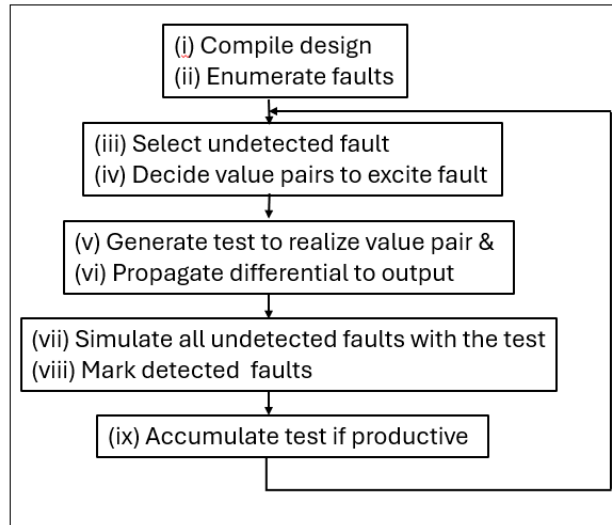 (i) Compile design
(ii) Enumerate faults
(iii) Select undetected fault
(iv) Decide value pairs to excite fault
(v) Generate test to realize value pair &
(vi) Propagate differential to output
(vii) Simulate all undetected faults with the test
(viii) Mark detected faults
(ix) Accumulate test if productive